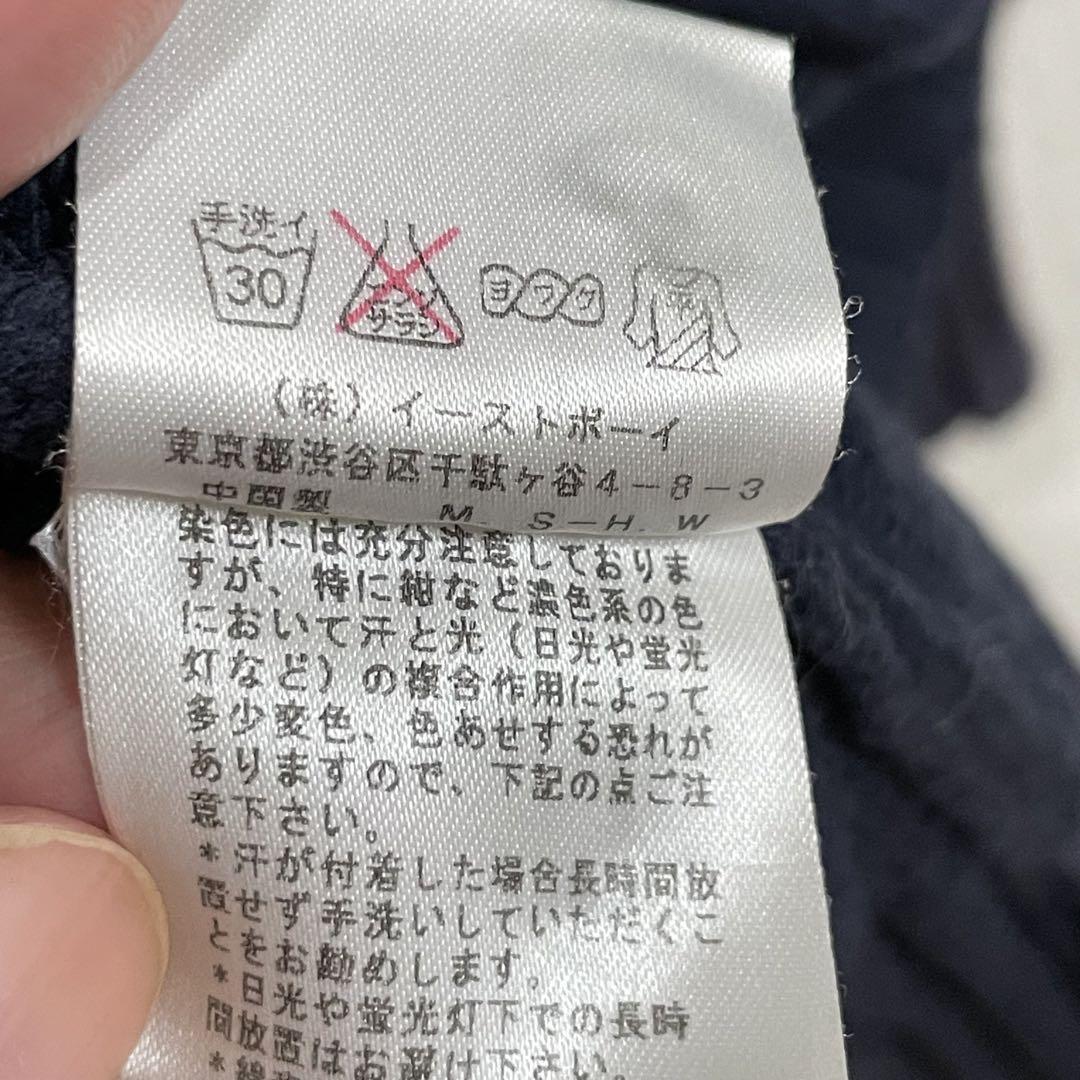 手洗イ
30
エンソ
サラシ
ヨワク
(株)イーストボーイ
東京都渋谷区千駄ヶ谷4-8-3
中国製 M. S-H. W
染色には充分注意しておりま
すが、特に紺など濃色系の色
において汗と光(日光や蛍光
灯など)の複合作用によって
多少変色、色あせする恐れが
ありますので、下記の点ご注
意下さい。
*汗が付着した場合長時間放
置せず手洗いしていただくこ
とをお勧めします。
*日光や蛍光灯下での長時
間放置はお避け下さい。